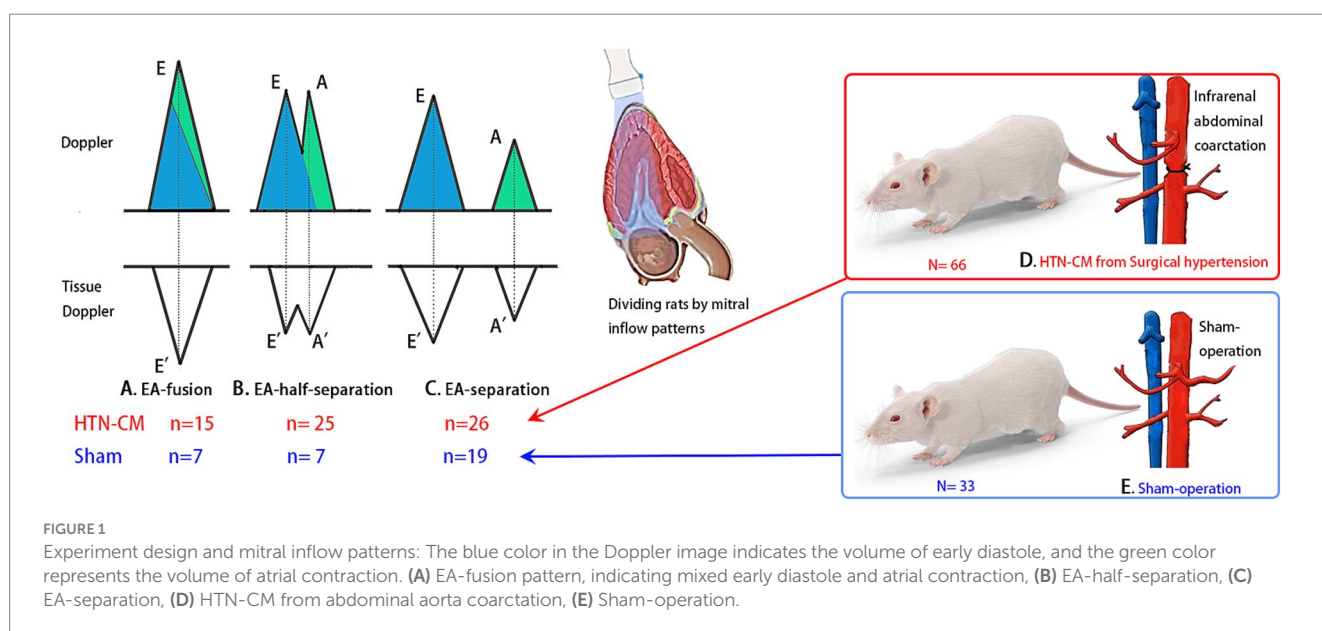 E
E
A
E
A
Doppler
Tissue
Doppler
E′
E′
A′
E′
A′
A. EA-fusion
B. EA-half-separation
C. EA-separation
HTN-CM n=15 n= 25 n=26
Sham n=7 n= 7 n=19
Dividing rats by mitral
inflow patterns
Infrarenal
abdominal
coarctation
N= 66
D. HTN-CM from Surgical hypertension
Sham-
operation
N= 33
E. Sham-operation
FIGURE 1
Experiment design and mitral inflow patterns: The blue color in the Doppler image indicates the volume of early diastole, and the green color
represents the volume of atrial contraction. (A) EA-fusion pattern, indicating mixed early diastole and atrial contraction, (B) EA-half-separation, (C)
EA-separation, (D) HTN-CM from abdominal aorta coarctation, (E) Sham-operation.